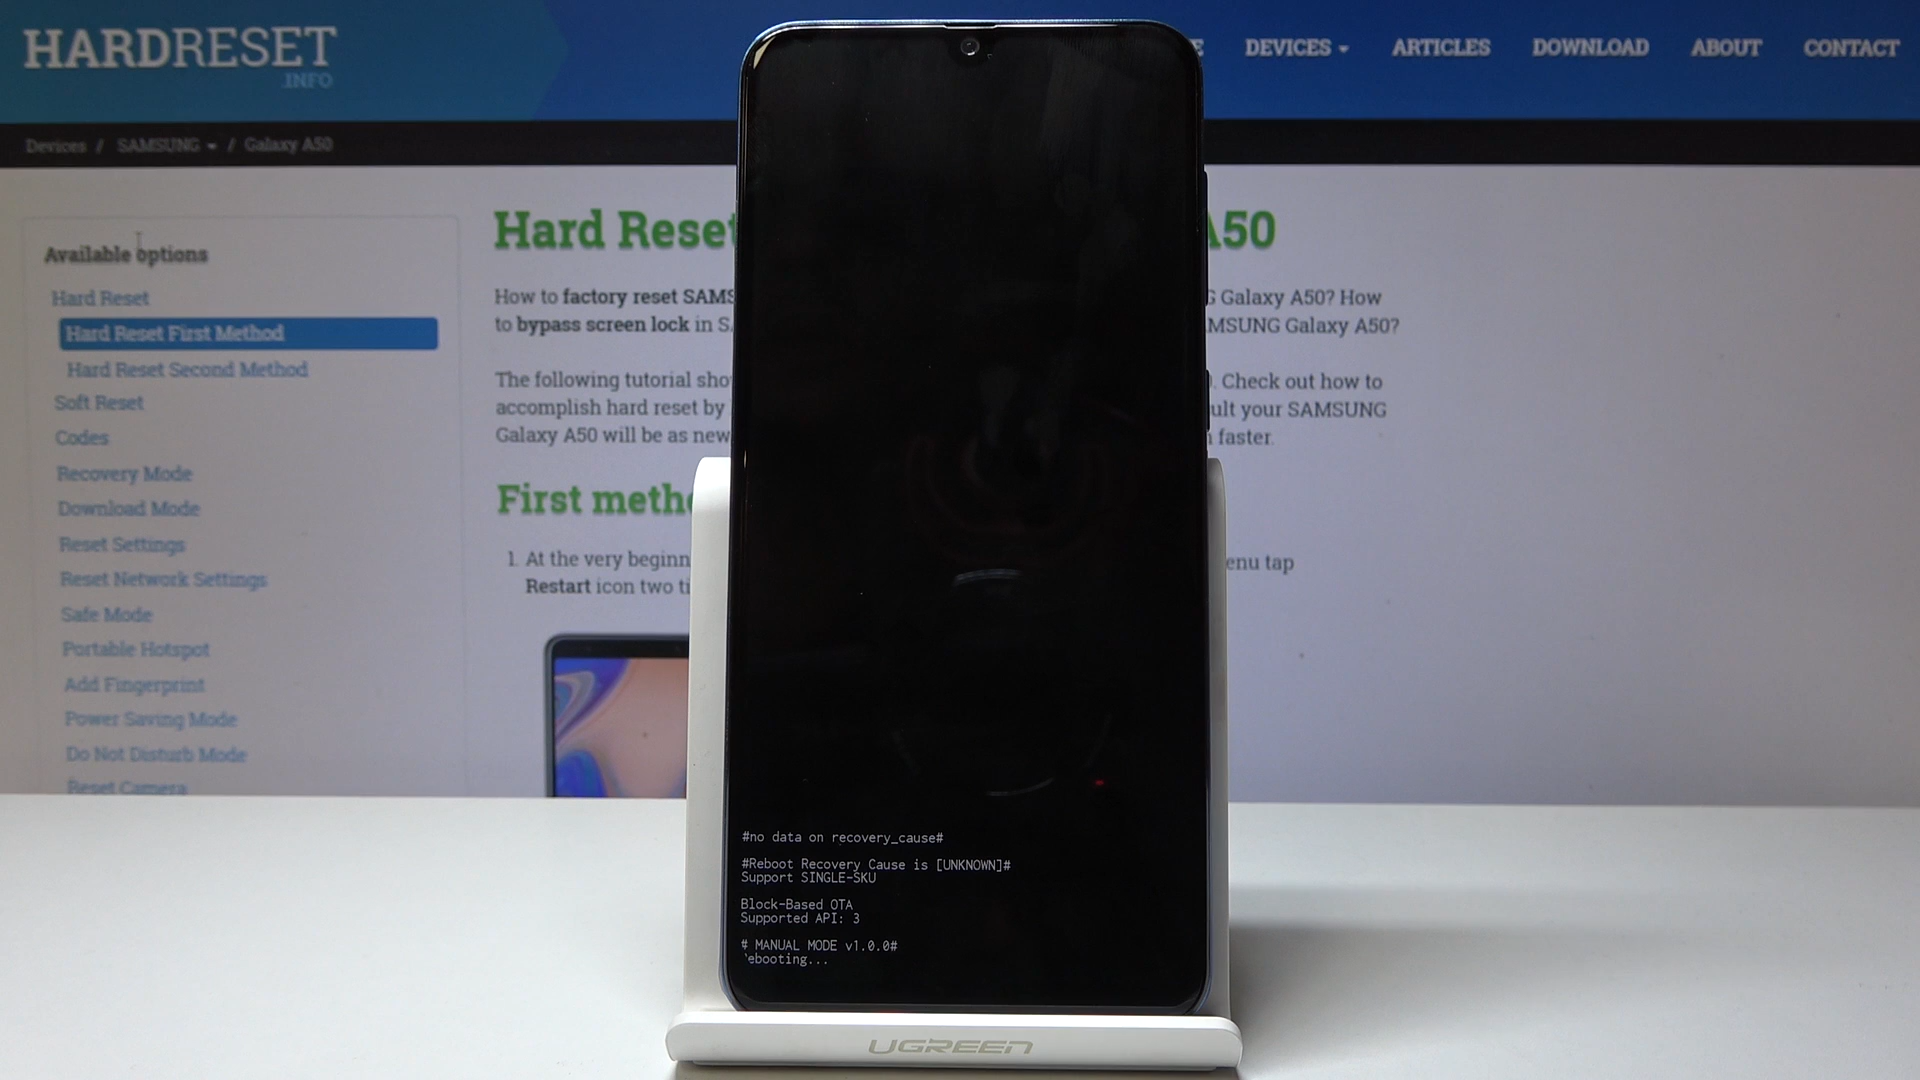 HARDRESET
.INFO
DEVICES
ARTICLES
DOWNLOAD
ABOUT
CONTACT
Devices / SAMSUNG / Galaxy A50
Available options
Hard Reset
Hard Reset First Method
Hard Reset Second Method
Soft Reset
Codes
Recovery Mode
Download Mode
Reset Settings
Reset Network Settings
Safe Mode
Portable Hotspot
Add Fingerprint
Power Saving Mode
Do Not Disturb Mode
Reset Camera
Hard Reset A50
How to factory reset SAMS G Galaxy A50? How
to bypass screen lock in S MSUNG Galaxy A50?
The following tutorial sho . Check out how to
accomplish hard reset by ult your SAMSUNG
Galaxy A50 will be as new faster.
First meth
1. At the very beginn enu tap
Restart icon two ti
#no data on recovery_cause#
#Reboot Recovery Cause is [UNKNOWN]#
Support SINGLE-SKU
Block-Based OTA
Supported API: 3
# MANUAL MODE v1.0.0#
ebooting...
UGREEN